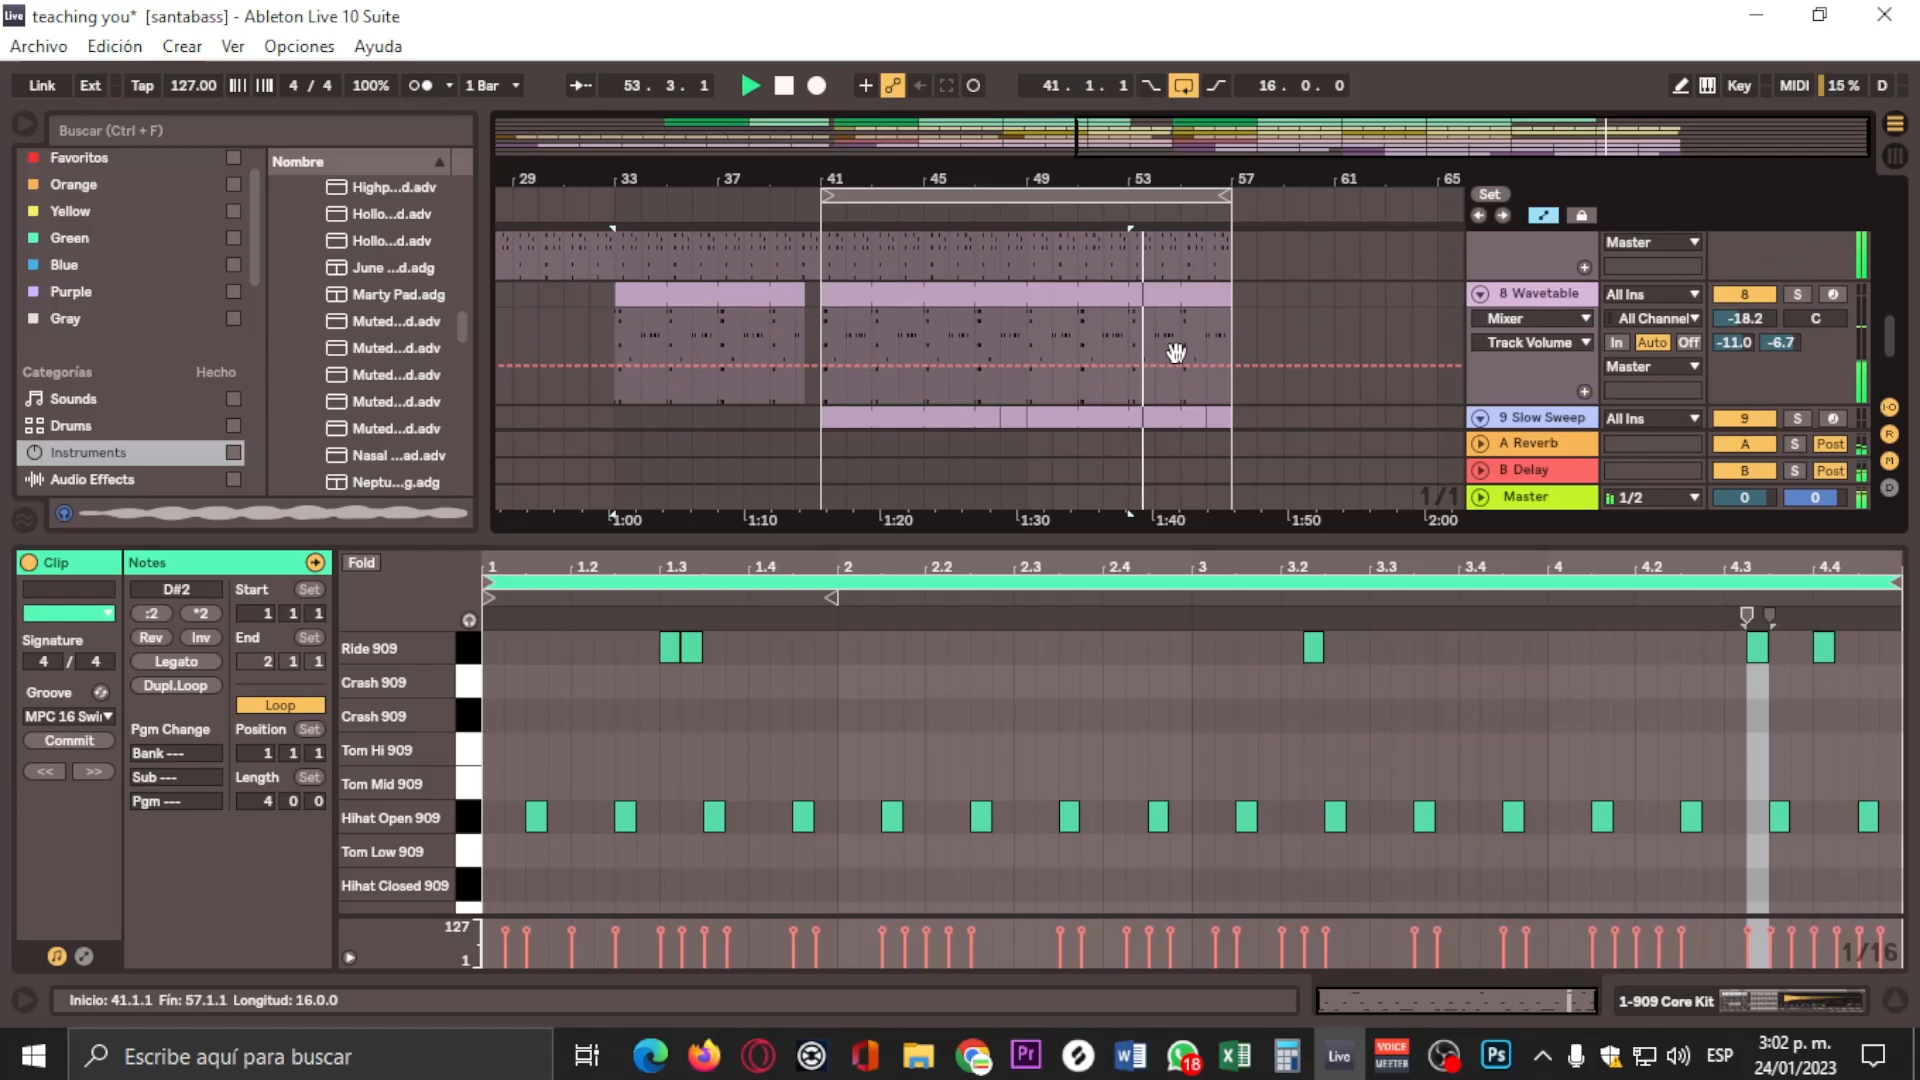 teaching you* [santabass] - Ableton Live 10 Suite
Archivo Edición Crear Ver Opciones Ayuda
Link Ext Tap 127.00 4 / 4 100% 1 Bar 53 . 3 . 1 41 . 1 . 1 16 . 0 . 0 Key MIDI 15 % D
Buscar (Ctrl + F)
Favoritos
Orange
Yellow
Green
Blue
Purple
Gray
Categorías Hecho
Sounds
Drums
Instruments
Audio Effects
Nombre
Highp...d.adv
Hollo...d.adv
Hollo...d.adv
June ...d.adg
Marty Pad.adg
Muted...d.adv
Muted...d.adv
Muted...d.adv
Muted...d.adv
Muted...d.adv
Nasal ...ad.adv
Neptu...g.adg
29 33 37 41 45 49 53 57 61 65
Set
Master
8 Wavetable All Ins 8 S
Mixer All Channel -18.2 C
Track Volume In Auto Off -11.0 -6.7
Master
9 Slow Sweep All Ins 9 S
A Reverb A S Post
B Delay B S Post
1/1 Master 1/2 0 0
1:00 1:10 1:20 1:30 1:40 1:50 2:00
I·O
R
M
D
Clip
Signature
4 / 4
Groove
MPC 16 Swi
Commit
<< >>
Notes
D#2
:2 *2
Rev Inv
Legato
Dupl.Loop
Pgm Change
Bank ---
Sub ---
Pgm ---
Start Set
1 1 1
End Set
2 1 1
Loop
Position Set
1 1 1
Length Set
4 0 0
Fold
1 1.2 1.3 1.4 2 2.2 2.3 2.4 3 3.2 3.3 3.4 4 4.2 4.3 4.4
Ride 909
Crash 909
Crash 909
Tom Hi 909
Tom Mid 909
Hihat Open 909
Tom Low 909
Hihat Closed 909
127
1
1/16
Inicio: 41.1.1 Fín: 57.1.1 Longitud: 16.0.0
1-909 Core Kit
Escribe aquí para buscar
Pr
Live
VOICE
MEETER
Ps
18
ESP
3:02 p. m.
24/01/2023